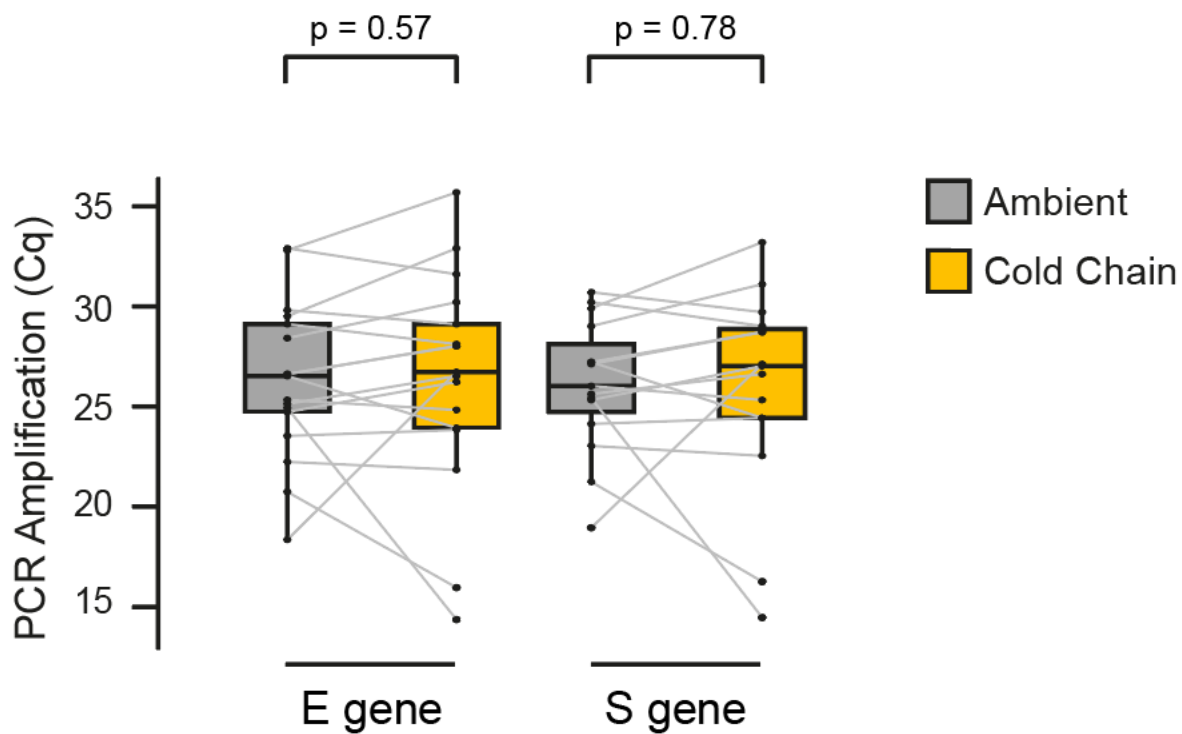 p = 0.57
p = 0.78
PCR Amplification (Cq)
35
30
25
20
15
Ambient
Cold Chain
E gene
S gene